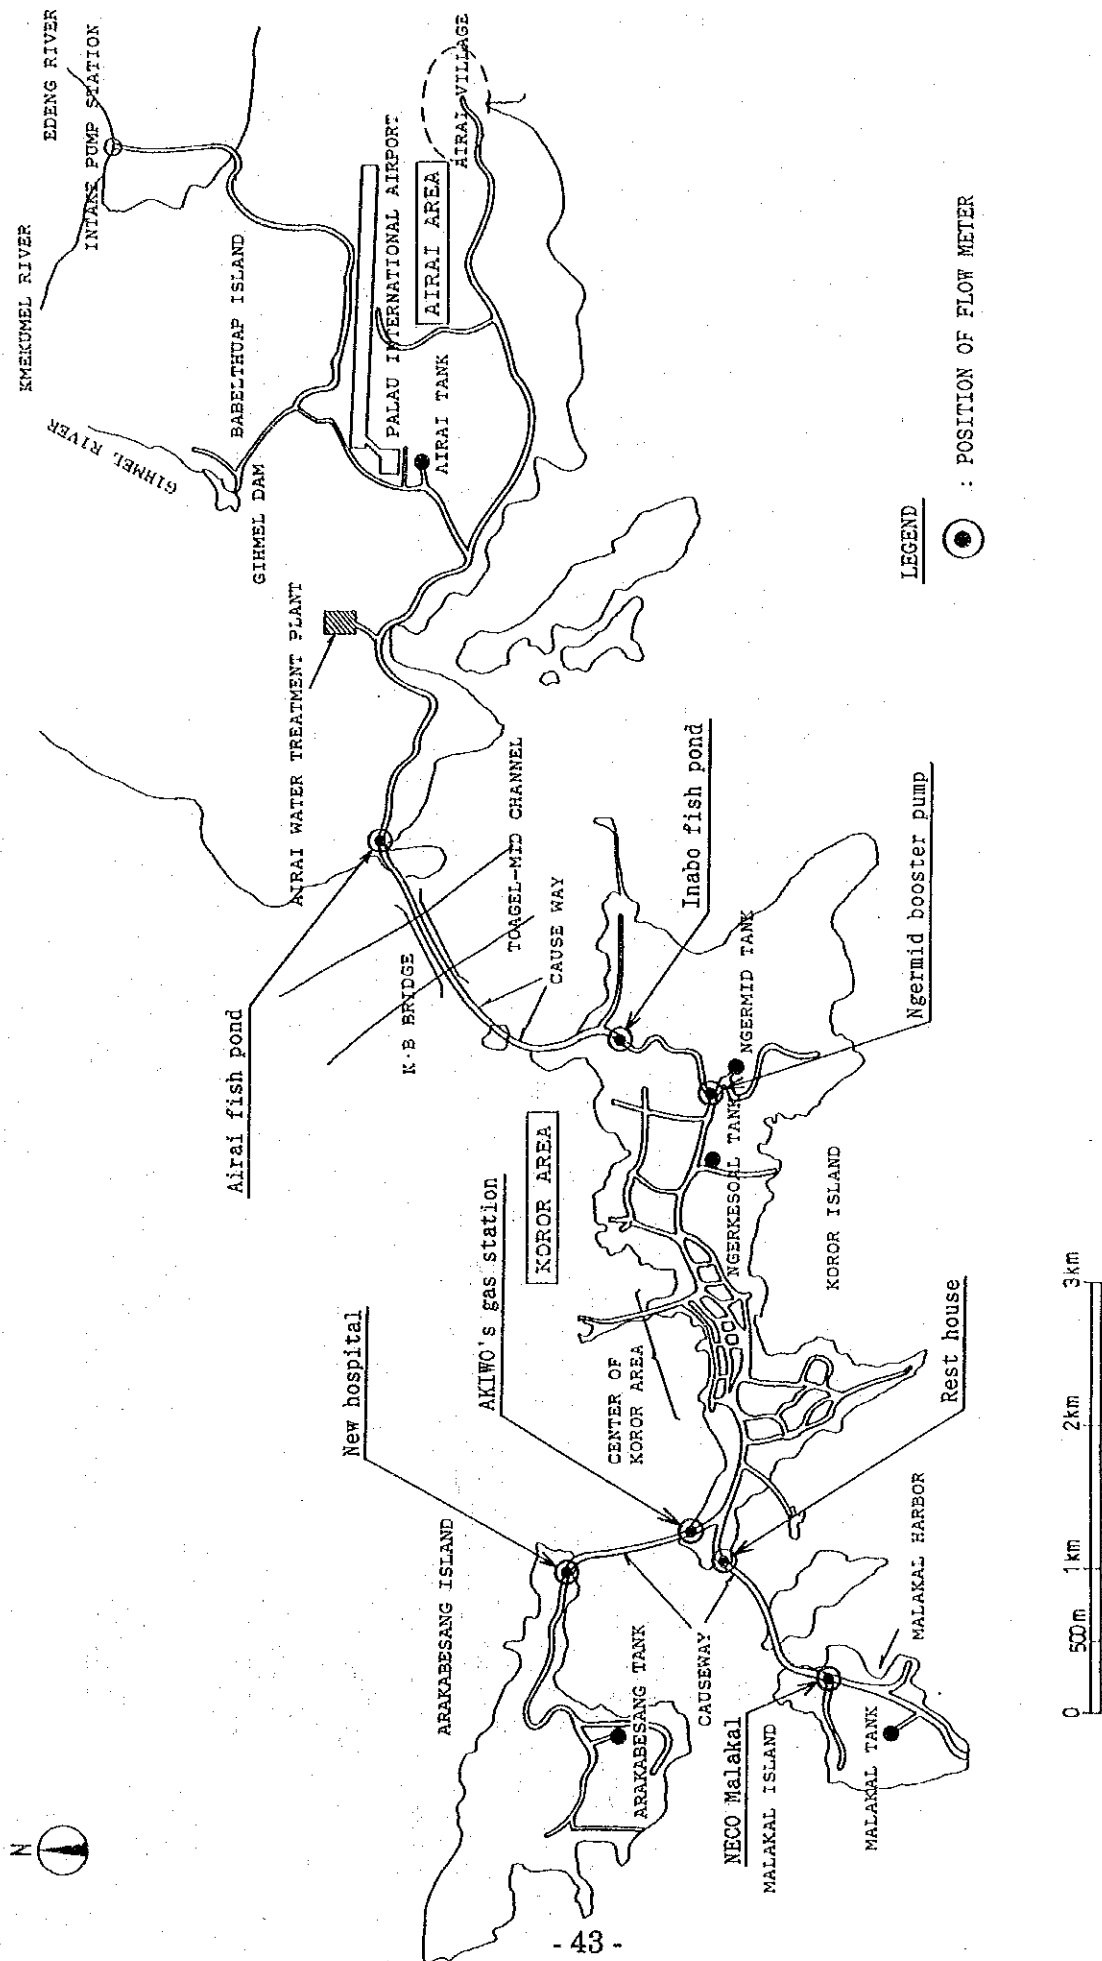 N
KMEKUMEL RIVER
EDENG RIVER
INTAKE PUMP STATION
GIHMEL RIVER
BABELTHUAP ISLAND
GIHMEL DAM
PALAU INTERNATIONAL AIRPORT
AIRAI AREA
AIRAI VILLAGE
AIRAI TANK
AIRAI WATER TREATMENT PLANT
Airai fish pond
K·B BRIDGE
TOAGEL-MID CHANNEL
CAUSE WAY
Inabo fish pond
NGERMID TANK
Ngermid booster pump
KOROR AREA
NGERKESOAL TANK
KOROR ISLAND
AKIWO's gas station
New hospital
CENTER OF
KOROR AREA
Rest house
ARAKABESANG ISLAND
ARAKABESANG TANK
CAUSEWAY
MALAKAL HARBOR
NECO Malakal
MALAKAL ISLAND
MALAKAL TANK
LEGEND
: POSITION OF FLOW METER
0
500m
1km
2km
3km
- 43 -